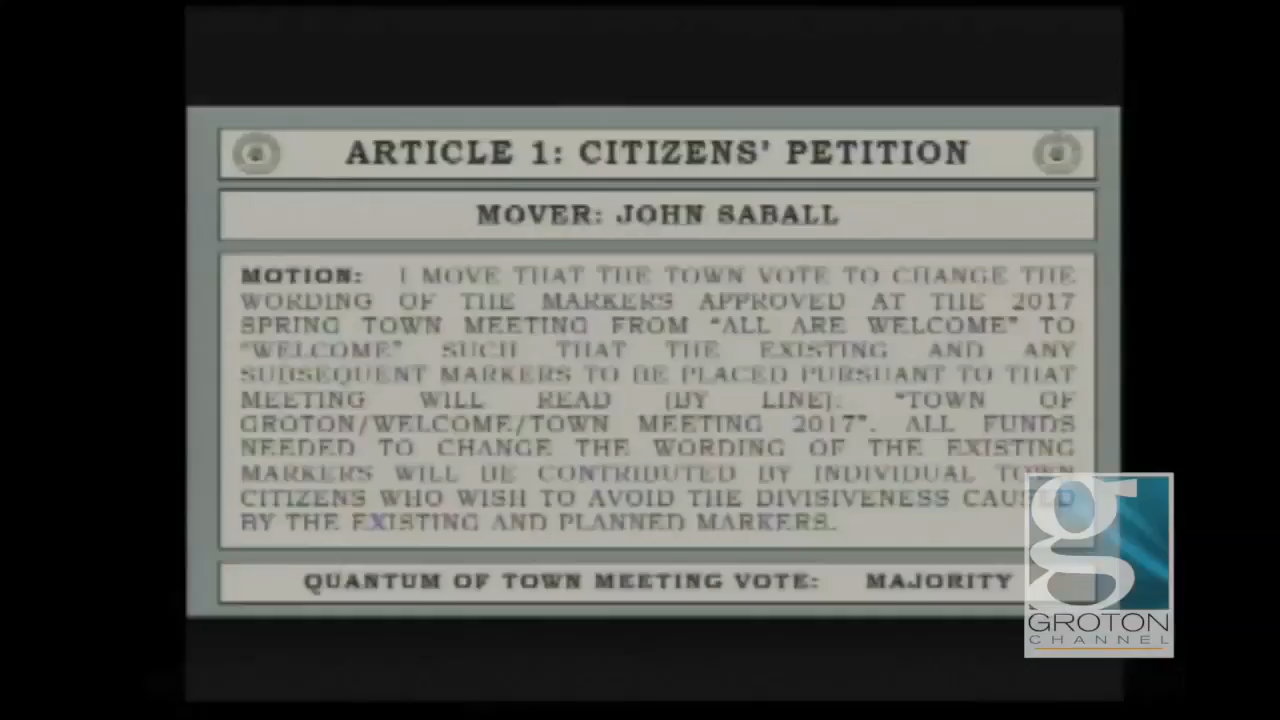 ARTICLE 1: CITIZENS' PETITION
MOVER: JOHN SABALL
MOTION: I MOVE THAT THE TOWN VOTE TO CHANGE THE
WORDING OF THE MARKERS APPROVED AT THE 2017
SPRING TOWN MEETING FROM "ALL ARE WELCOME" TO
"WELCOME" SUCH THAT THE EXISTING AND ANY
SUBSEQUENT MARKERS TO BE PLACED PURSUANT TO THAT
MEETING WILL READ [BY LINE]: "TOWN OF
GROTON/WELCOME/TOWN MEETING 2017". ALL FUNDS
NEEDED TO CHANGE THE WORDING OF THE EXISTING
MARKERS WILL BE CONTRIBUTED BY INDIVIDUAL TOWN
CITIZENS WHO WISH TO AVOID THE DIVISIVENESS CAUSED
BY THE EXISTING AND PLANNED MARKERS.
QUANTUM OF TOWN MEETING VOTE: MAJORITY
g
GROTON
CHANNEL